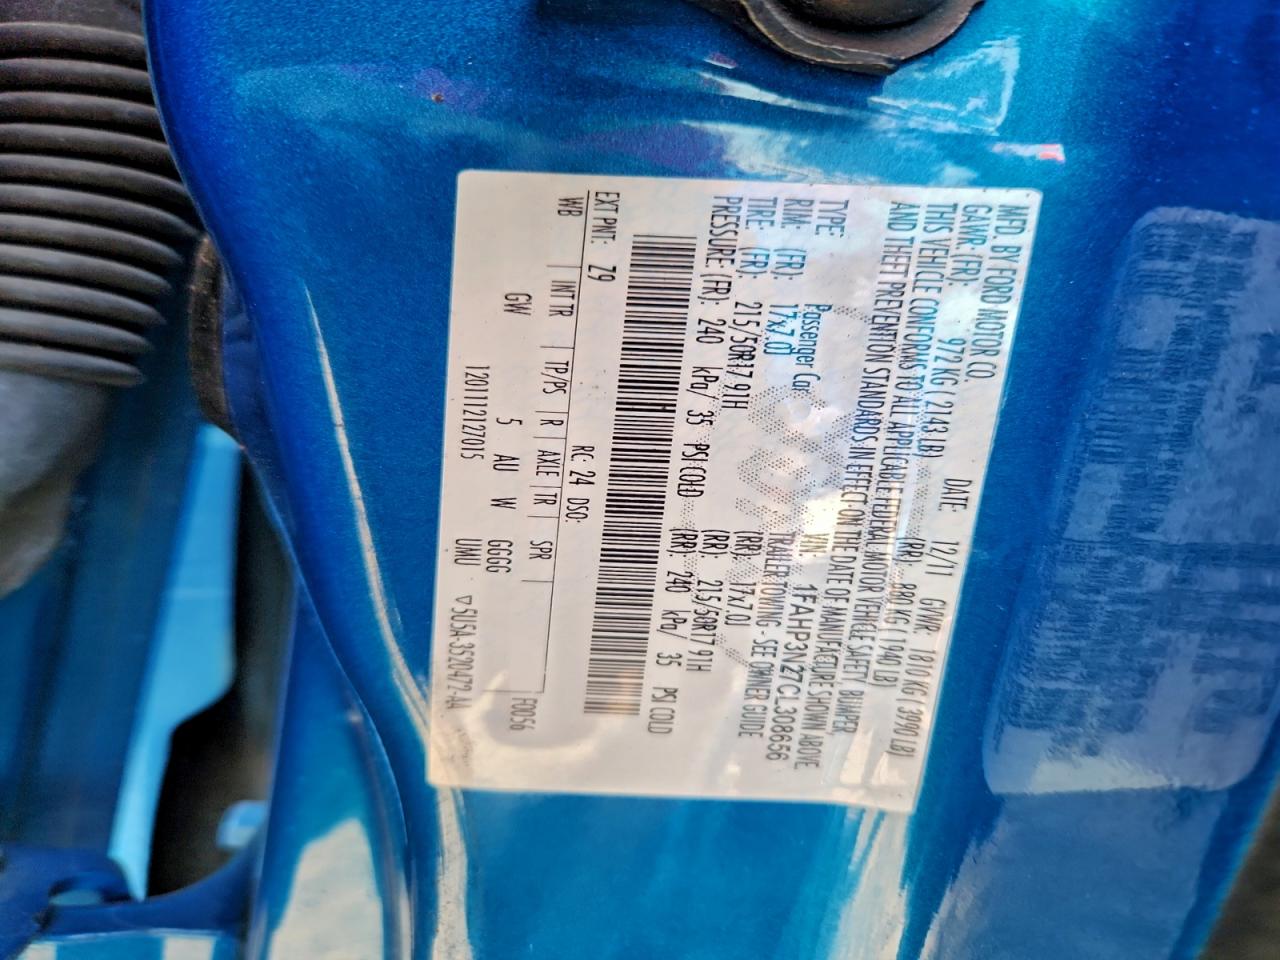 MFD. BY FORD MOTOR CO.
DATE: 12/11 GVWR: 1810 KG ( 3990 LB)
GAWR: (FR): 972 KG ( 2143 LB) (RR): 880 KG ( 1940 LB)
THIS VEHICLE CONFORMS TO ALL APPLICABLE FEDERAL MOTOR VEHICLE SAFETY, BUMPER,
AND THEFT PREVENTION STANDARDS IN EFFECT ON THE DATE OF MANUFACTURE SHOWN ABOVE
VIN: 1FAHP3N27CL308656
TYPE: Passenger Car TRAILER TOWING - SEE OWNER GUIDE
RIM: (FR): 17x7.0J (RR): 17x7.0J
TIRE: (FR): 215/50R17 91H (RR): 215/50R17 91H
PRESSURE: (FR): 240 kPa/ 35 PSI COLD (RR): 240 kPa/ 35 PSI COLD
EXT PNT: Z9 RC: 24 DSO: F0056
WB INT TR TP/PS R AXLE TR SPR
GW 5 AU W GGGG
12011121127015 UMU ▽5U5A-3520472-AA